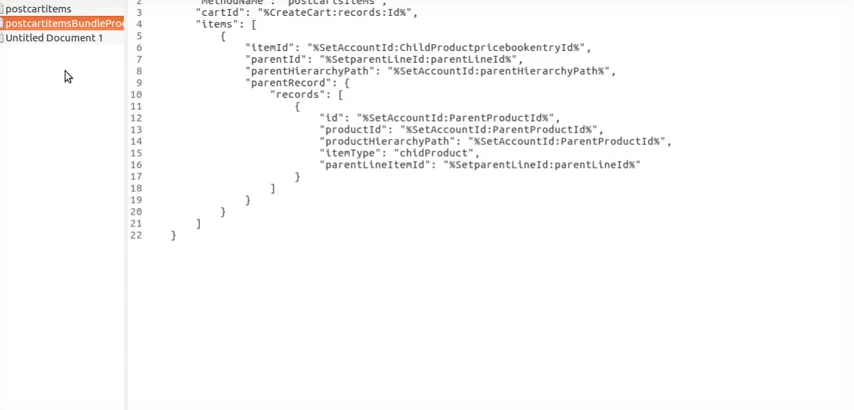 postcartitems
postcartitemsBundlePro
Untitled Document 1
2 "methodName": "postCartsItems",
3 "cartId": "%CreateCart:records:Id%",
4 "items": [
5 {
6 "itemId": "%SetAccountId:ChildProductpricebookentryId%",
7 "parentId": "%SetparentLineId:parentLineId%",
8 "parentHierarchyPath": "%SetAccountId:parentHierarchyPath%",
9 "parentRecord": {
10 "records": [
11 {
12 "id": "%SetAccountId:ParentProductId%",
13 "productId": "%SetAccountId:ParentProductId%",
14 "productHierarchyPath": "%SetAccountId:ParentProductId%",
15 "itemType": "chidProduct",
16 "parentLineItemId": "%SetparentLineId:parentLineId%"
17 }
18 ]
19 }
20 }
21 ]
22 }